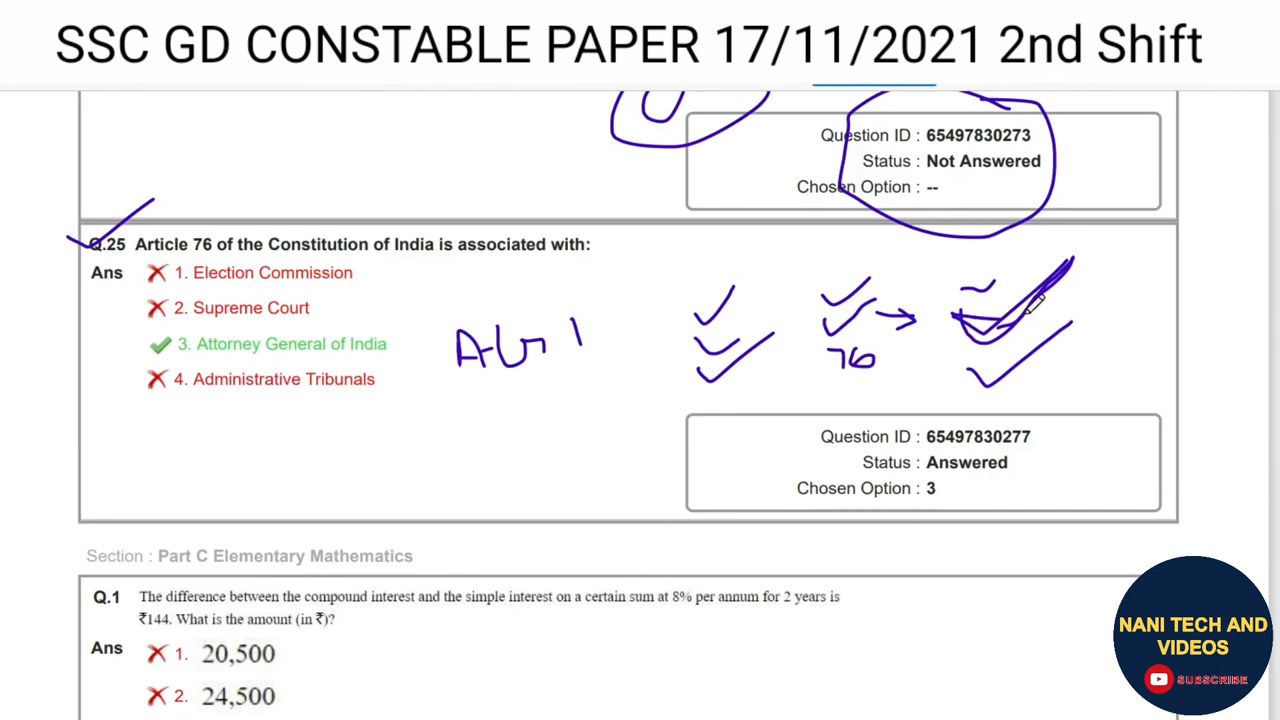 SSC GD CONSTABLE PAPER 17/11/2021 2nd Shift
Question ID : 65497830273
Status : Not Answered
Chosen Option : --
Q.25 Article 76 of the Constitution of India is associated with:
Ans 1. Election Commission
2. Supreme Court
3. Attorney General of India
4. Administrative Tribunals
76
Question ID : 65497830277
Status : Answered
Chosen Option : 3
Section : Part C Elementary Mathematics
Q.1 The difference between the compound interest and the simple interest on a certain sum at 8% per annum for 2 years is
₹144. What is the amount (in ₹)?
Ans 1. 20,500
2. 24,500
NANI TECH AND
VIDEOS
SUBSCRIBE